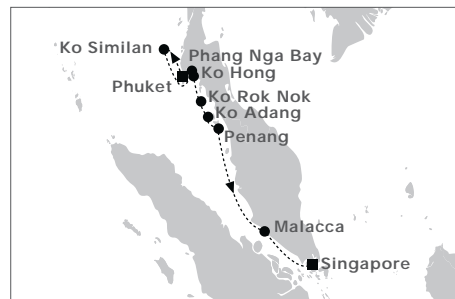 Ko Similan
Phang Nga Bay
Ko Hong
Phuket
Ko Rok Nok
Ko Adang
Penang
Malacca
Singapore